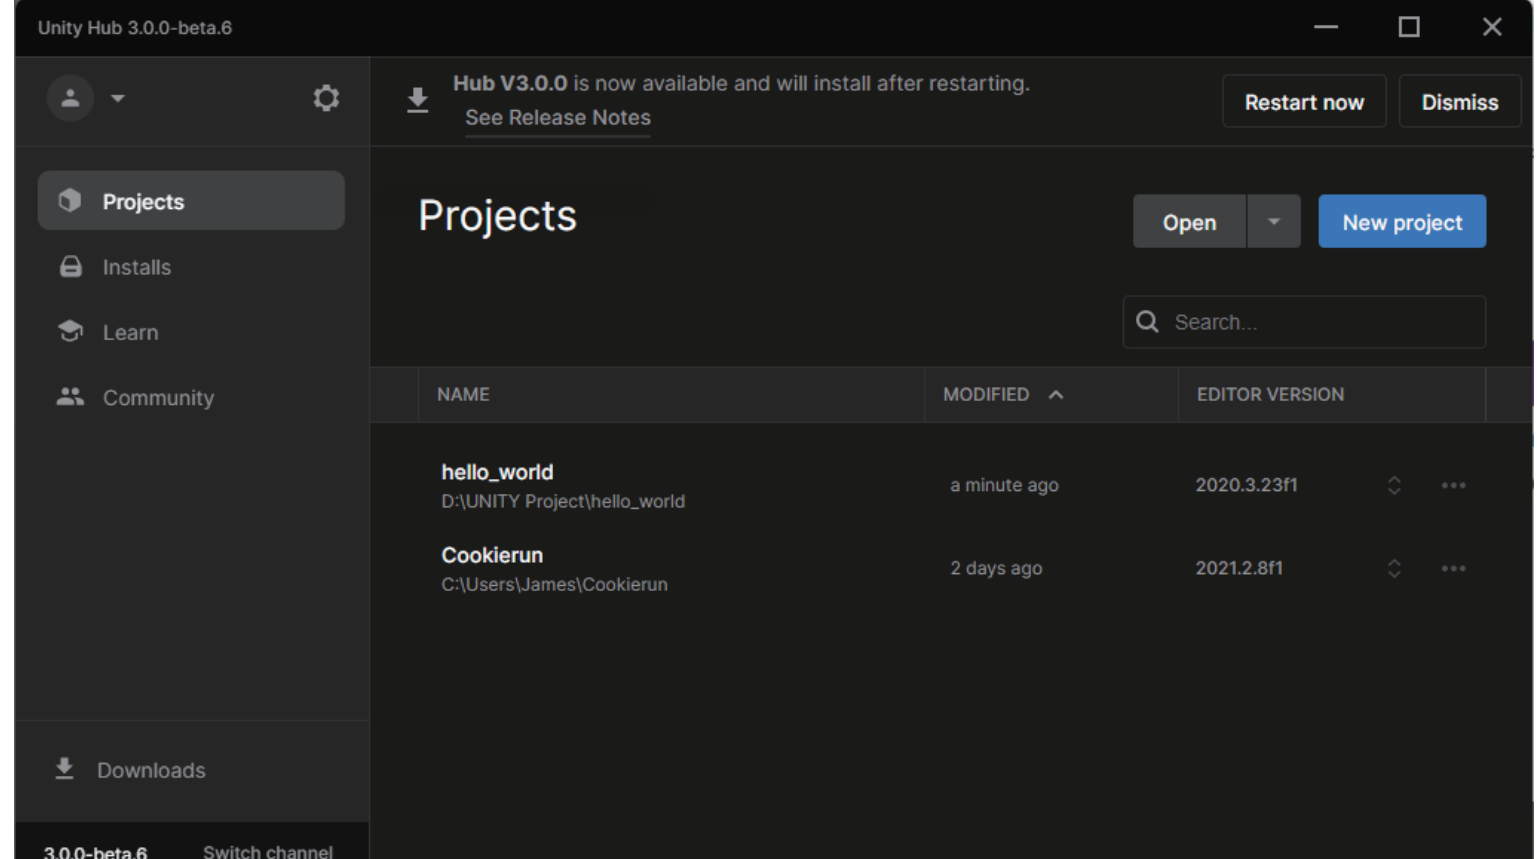 Unity Hub 3.0.0-beta.6
Hub V3.0.0 is now available and will install after restarting.
See Release Notes
Restart now
Dismiss
Projects
Installs
Learn
Community
Downloads
3.0.0-beta.6
Switch channel
Projects
Open
New project
Search...
NAME MODIFIED EDITOR VERSION
hello_world
D:\UNITY Project\hello_world
a minute ago
2020.3.23f1
Cookierun
C:\Users\James\Cookierun
2 days ago
2021.2.8f1